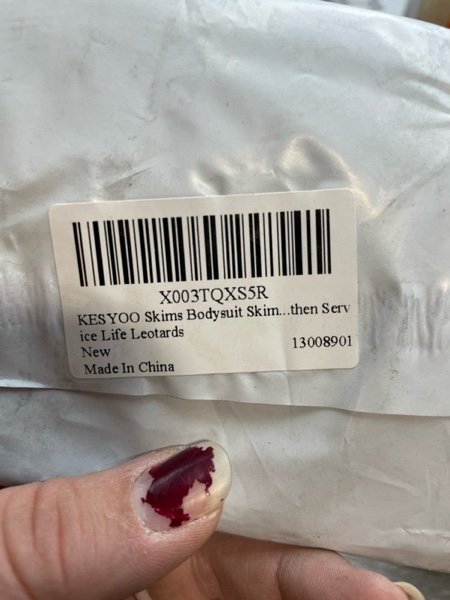 X003TQXS5R
KESYOO Skims Bodysuit Skim...then Serv
ice Life Leotards
New
13008901
Made In China